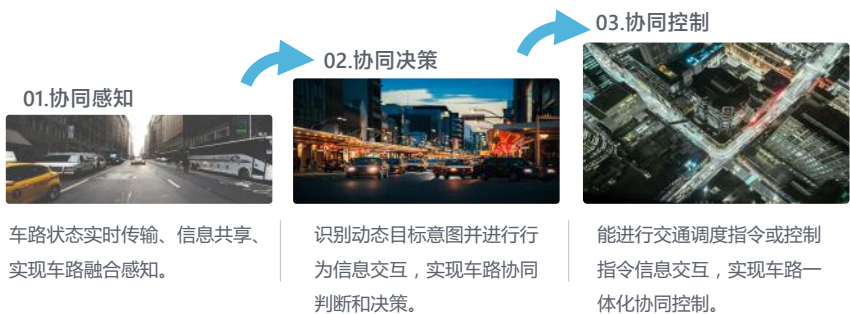 01.协同感知
车路状态实时传输、信息共享、
实现车路融合感知。
02.协同决策
识别动态目标意图并进行行
为信息交互，实现车路协同
判断和决策。
03.协同控制
能进行交通调度指令或控制
指令信息交互，实现车路一
体化协同控制。